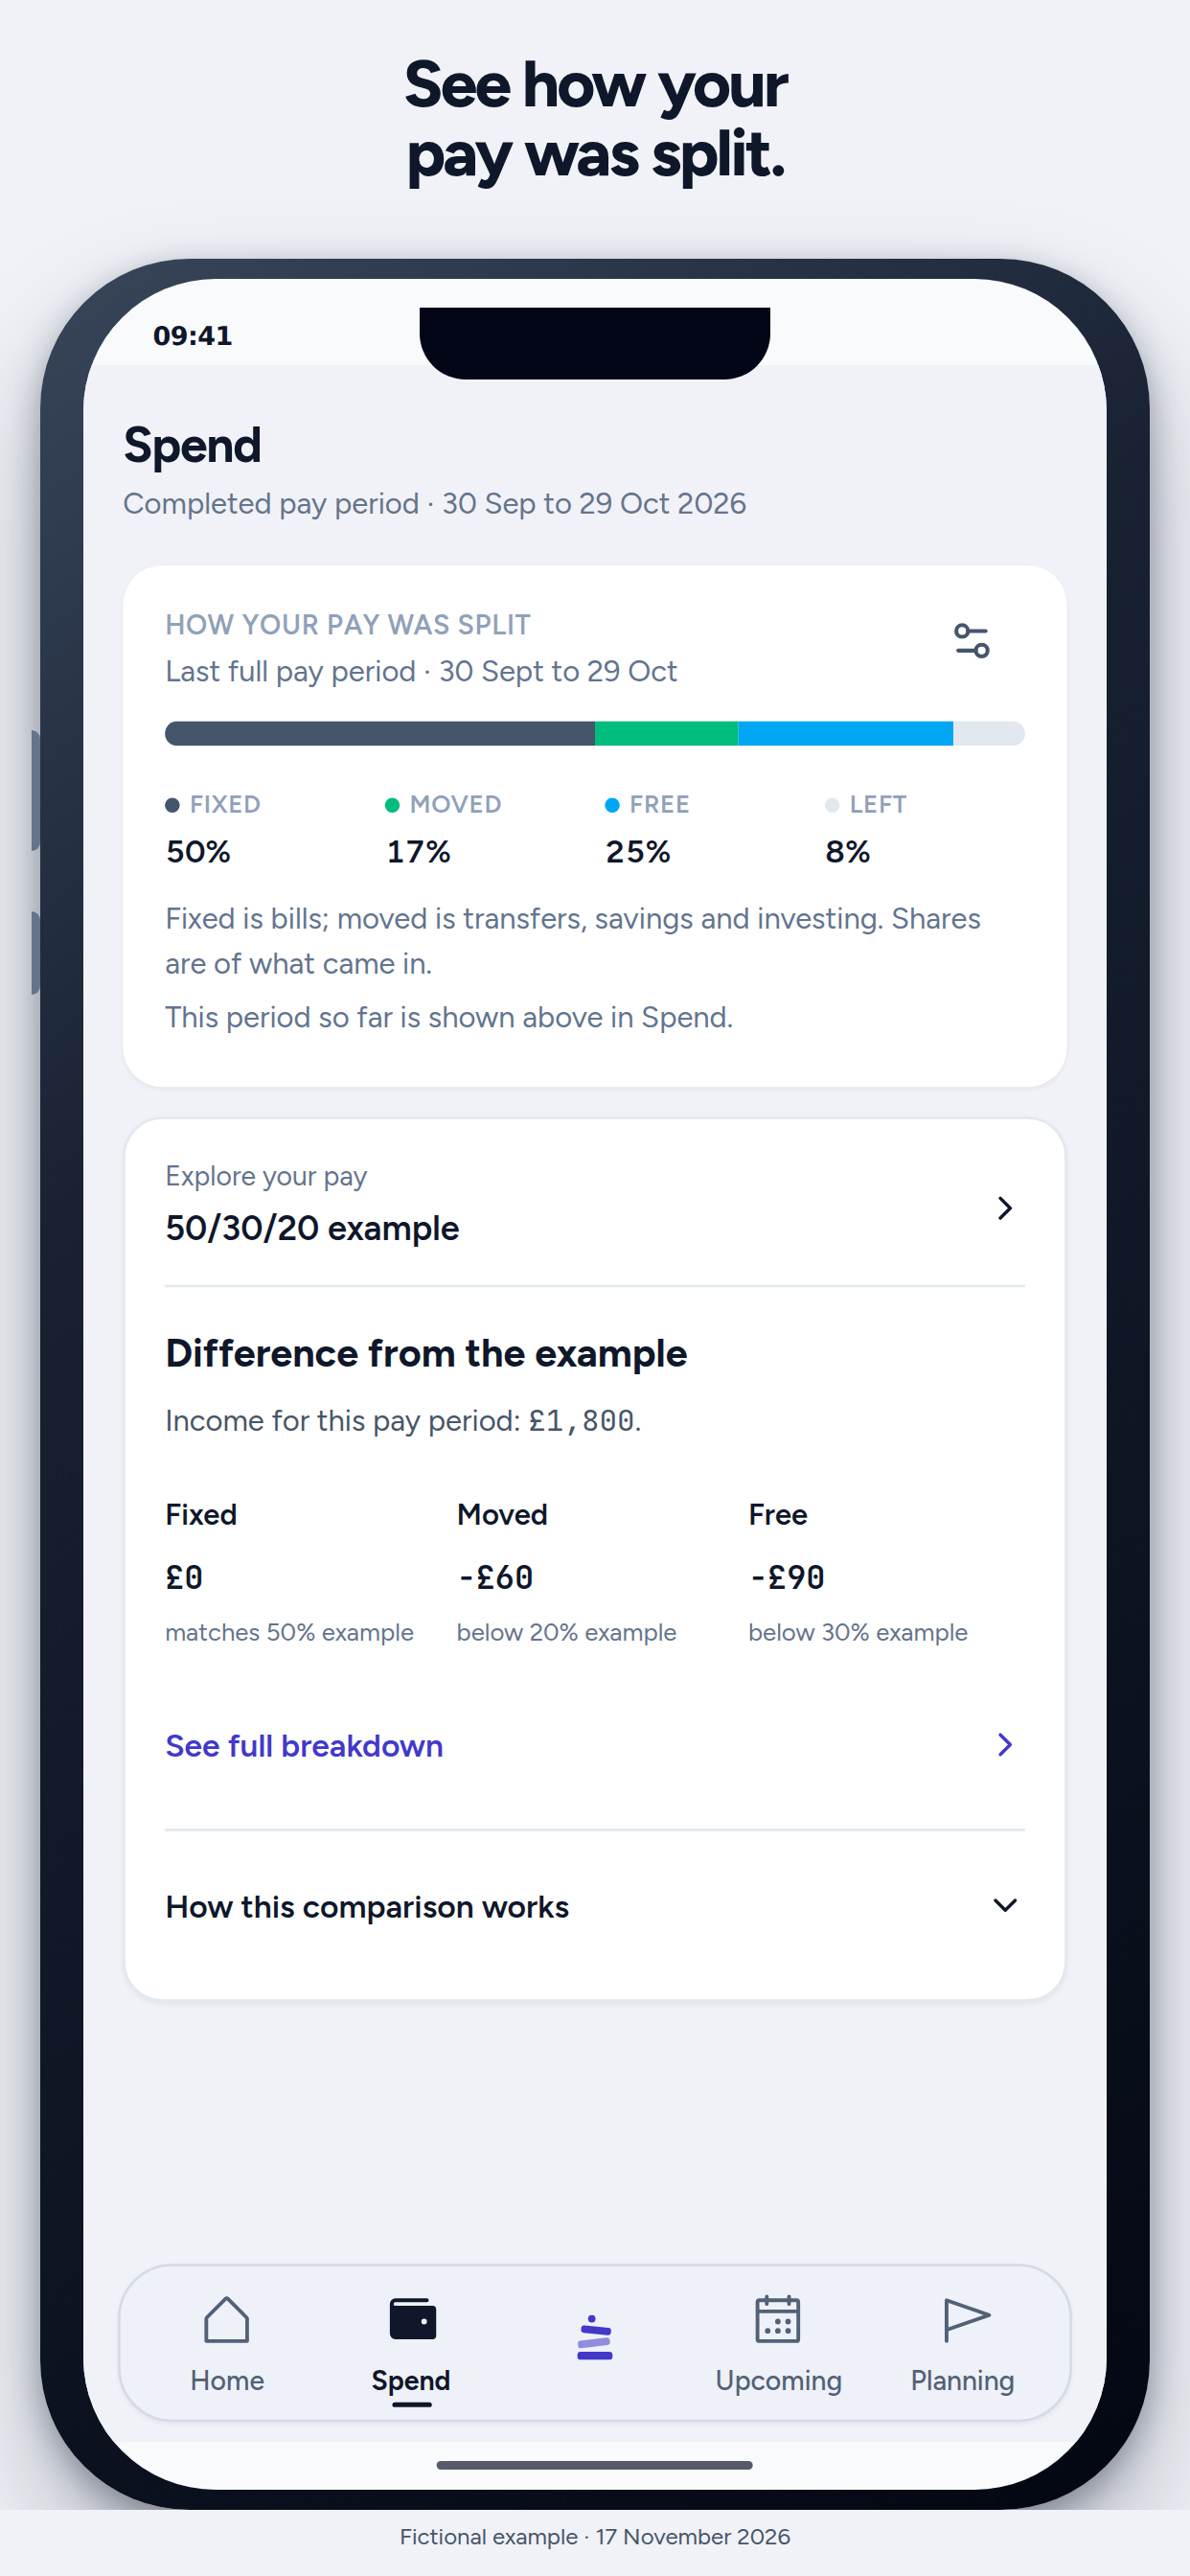 See how your
pay was split.
09:41
Spend
Completed pay period · 30 Sep to 29 Oct 2026
HOW YOUR PAY WAS SPLIT
Last full pay period · 30 Sept to 29 Oct
FIXED MOVED FREE LEFT
50% 17% 25% 8%
Fixed is bills; moved is transfers, savings and investing. Shares
are of what came in.
This period so far is shown above in Spend.
Explore your pay
50/30/20 example
Difference from the example
Income for this pay period: £1,800.
Fixed Moved Free
£0 -£60 -£90
matches 50% example below 20% example below 30% example
See full breakdown
How this comparison works
Home Spend Upcoming Planning
Fictional example · 17 November 2026